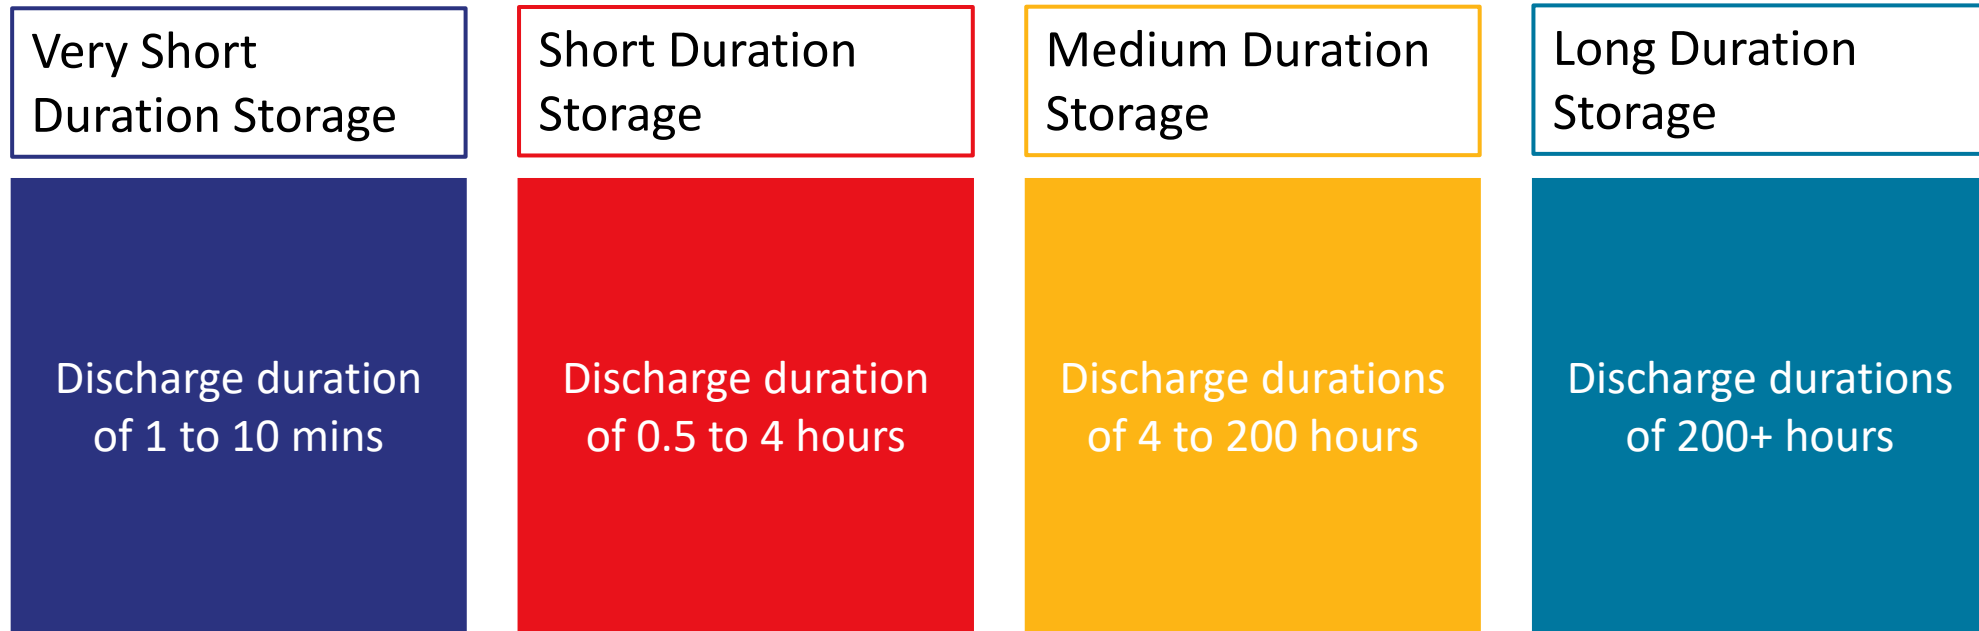 Very Short
Duration Storage
Short Duration
Storage
Medium Duration
Storage
Long Duration
Storage
Discharge duration
of 1 to 10 mins
Discharge duration
of 0.5 to 4 hours
Discharge durations
of 4 to 200 hours
Discharge durations
of 200+ hours